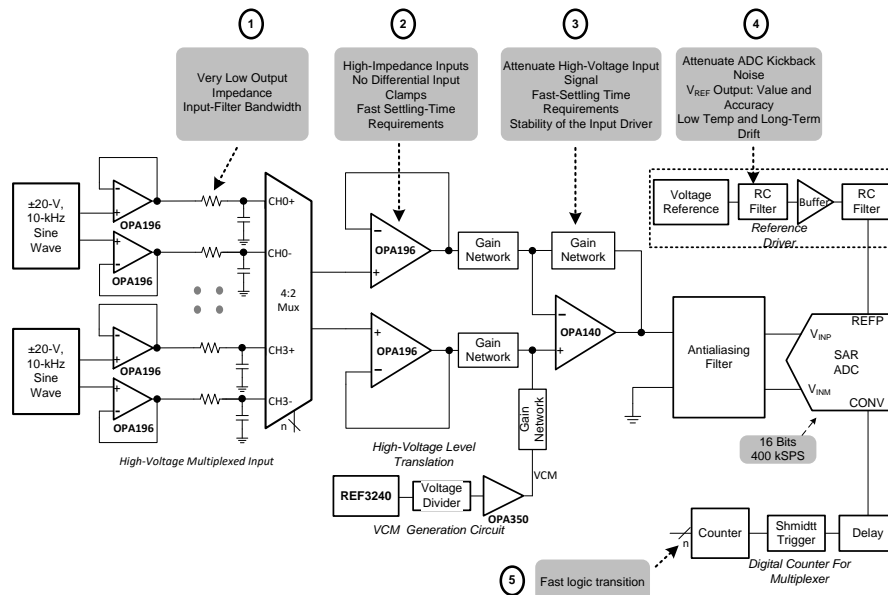 1
2
3
4
Very Low Output
Impedance
Input-Filter Bandwidth
High-Impedance Inputs
No Differential Input
Clamps
Fast Settling-Time
Requirements
Attenuate High-Voltage Input
Signal
Fast-Settling Time
Requirements
Stability of the Input Driver
Attenuate ADC Kickback
Noise
VREF Output: Value and
Accuracy
Low Temp and Long-Term
Drift
±20-V,
10-kHz
Sine
Wave
OPA196
OPA196
CH0+
CH0-
4:2
Mux
±20-V,
10-kHz
Sine
Wave
OPA196
OPA196
CH3+
CH3-
n
High-Voltage Multiplexed Input
OPA196
OPA196
Gain
Network
Gain
Network
Gain
Network
Gain
Network
OPA140
High-Voltage Level
Translation
VCM
REF3240
Voltage
Divider
OPA350
VCM Generation Circuit
Voltage
Reference
RC
Filter
Buffer
RC
Filter
Reference
Driver
Antialiasing
Filter
REFP
VINP
SAR
ADC
VINM
CONV
16 Bits
400 kSPS
n
Counter
Shmidtt
Trigger
Delay
Digital Counter For
Multiplexer
5
Fast logic transition